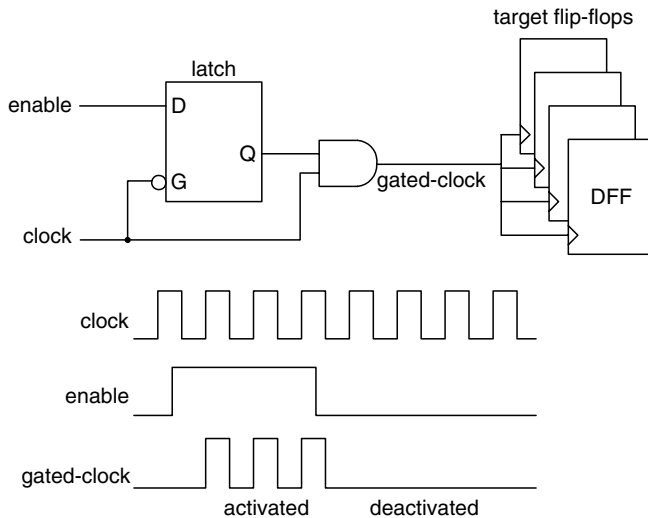 target flip-flops
latch
enable
D
Q
G
gated-clock
DFF
clock
clock
enable
gated-clock
activated
deactivated